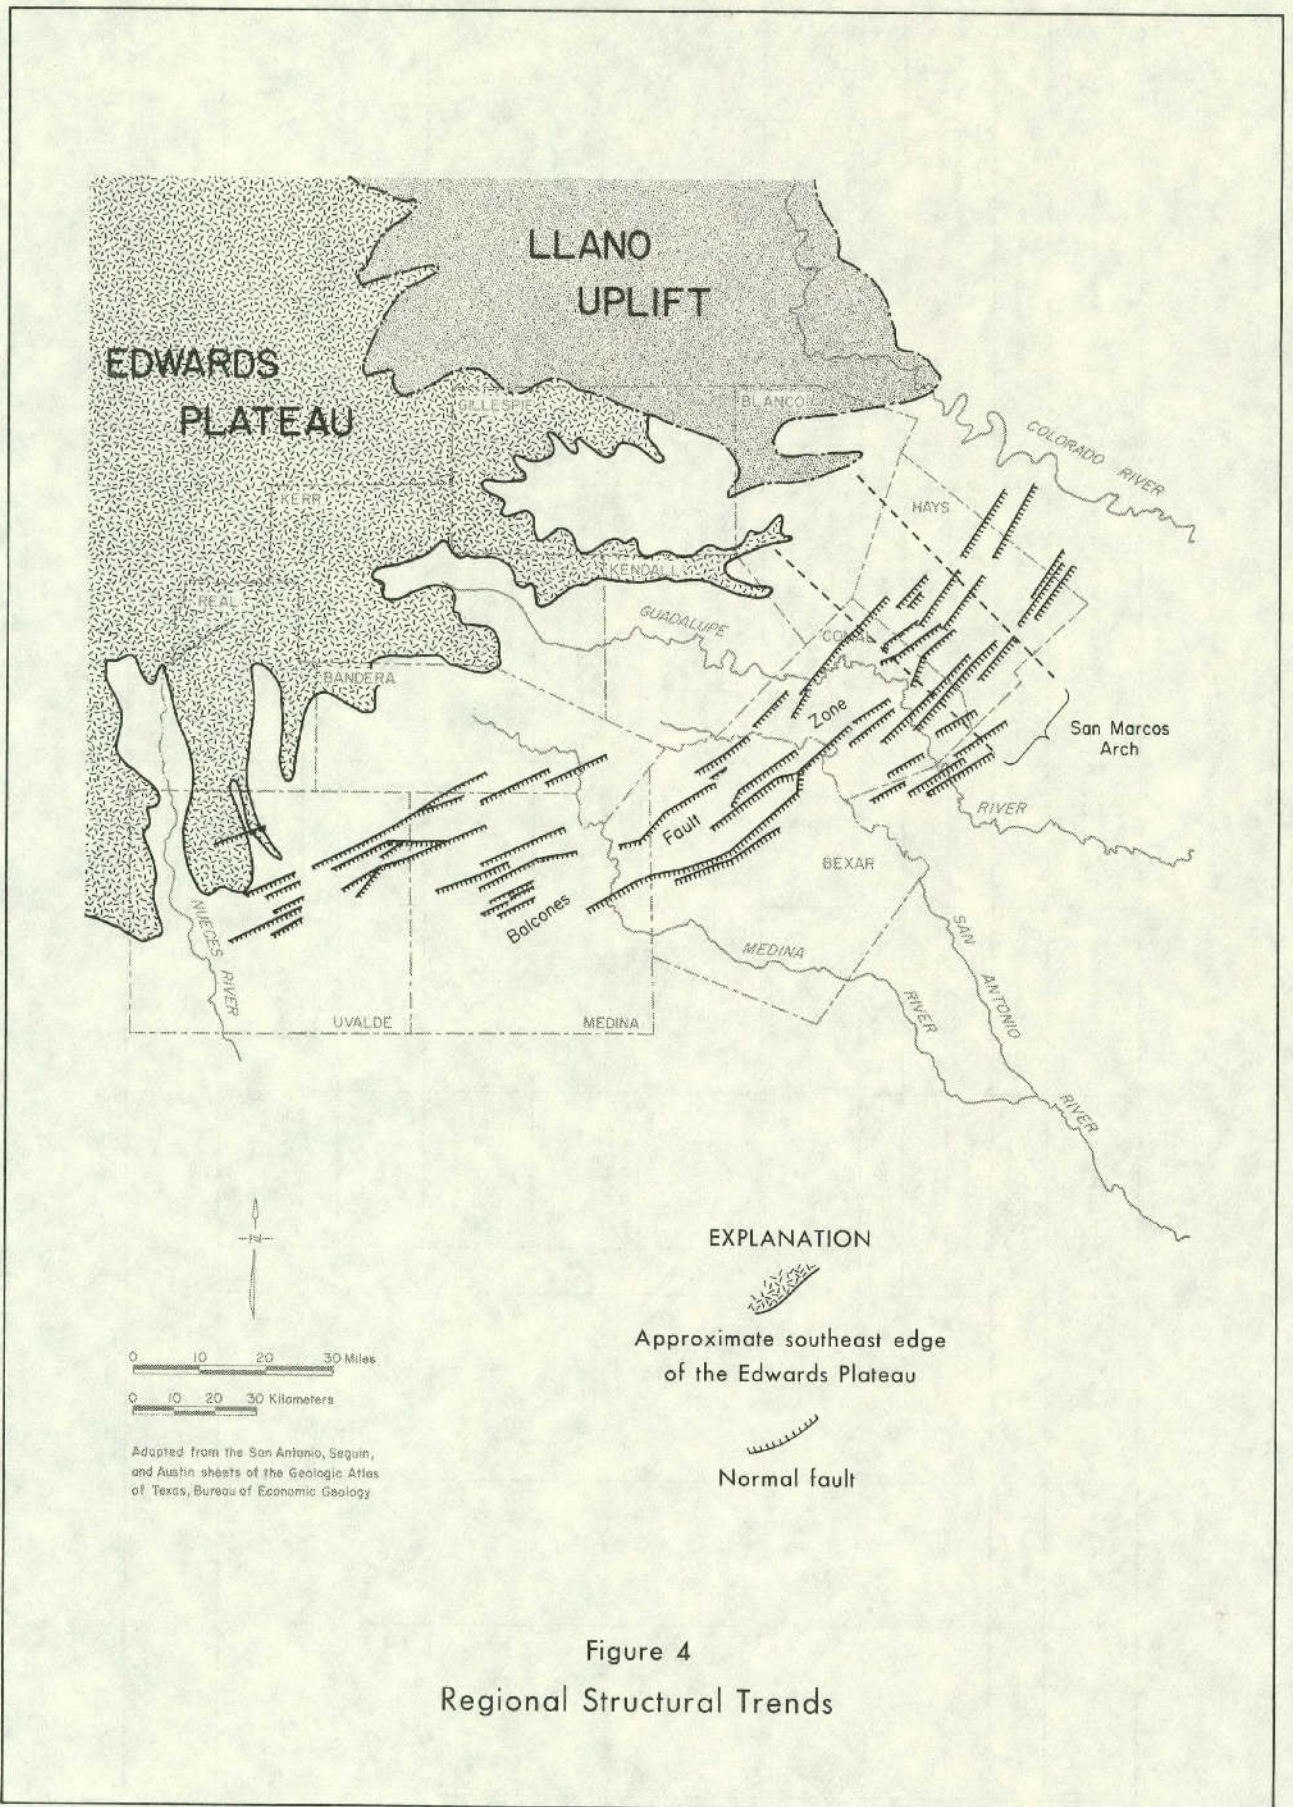 LLANO
UPLIFT
EDWARDS
PLATEAU
GILLESPIE
BLANCO
COLORADO RIVER
KERR
HAYS
KENDALL
REAL
GUADALUPE
COMAL
BANDERA
Zone
San Marcos
Arch
RIVER
Fault
BEXAR
Balcones
NUECES RIVER
MEDINA
SAN ANTONIO
RIVER
UVALDE
MEDINA
RIVER
N
EXPLANATION
Approximate southeast edge
of the Edwards Plateau
0 10 20 30 Miles
0 10 20 30 Kilometers
Normal fault
Adapted from the San Antonio, Seguin,
and Austin sheets of the Geologic Atlas
of Texas, Bureau of Economic Geology
Figure 4
Regional Structural Trends